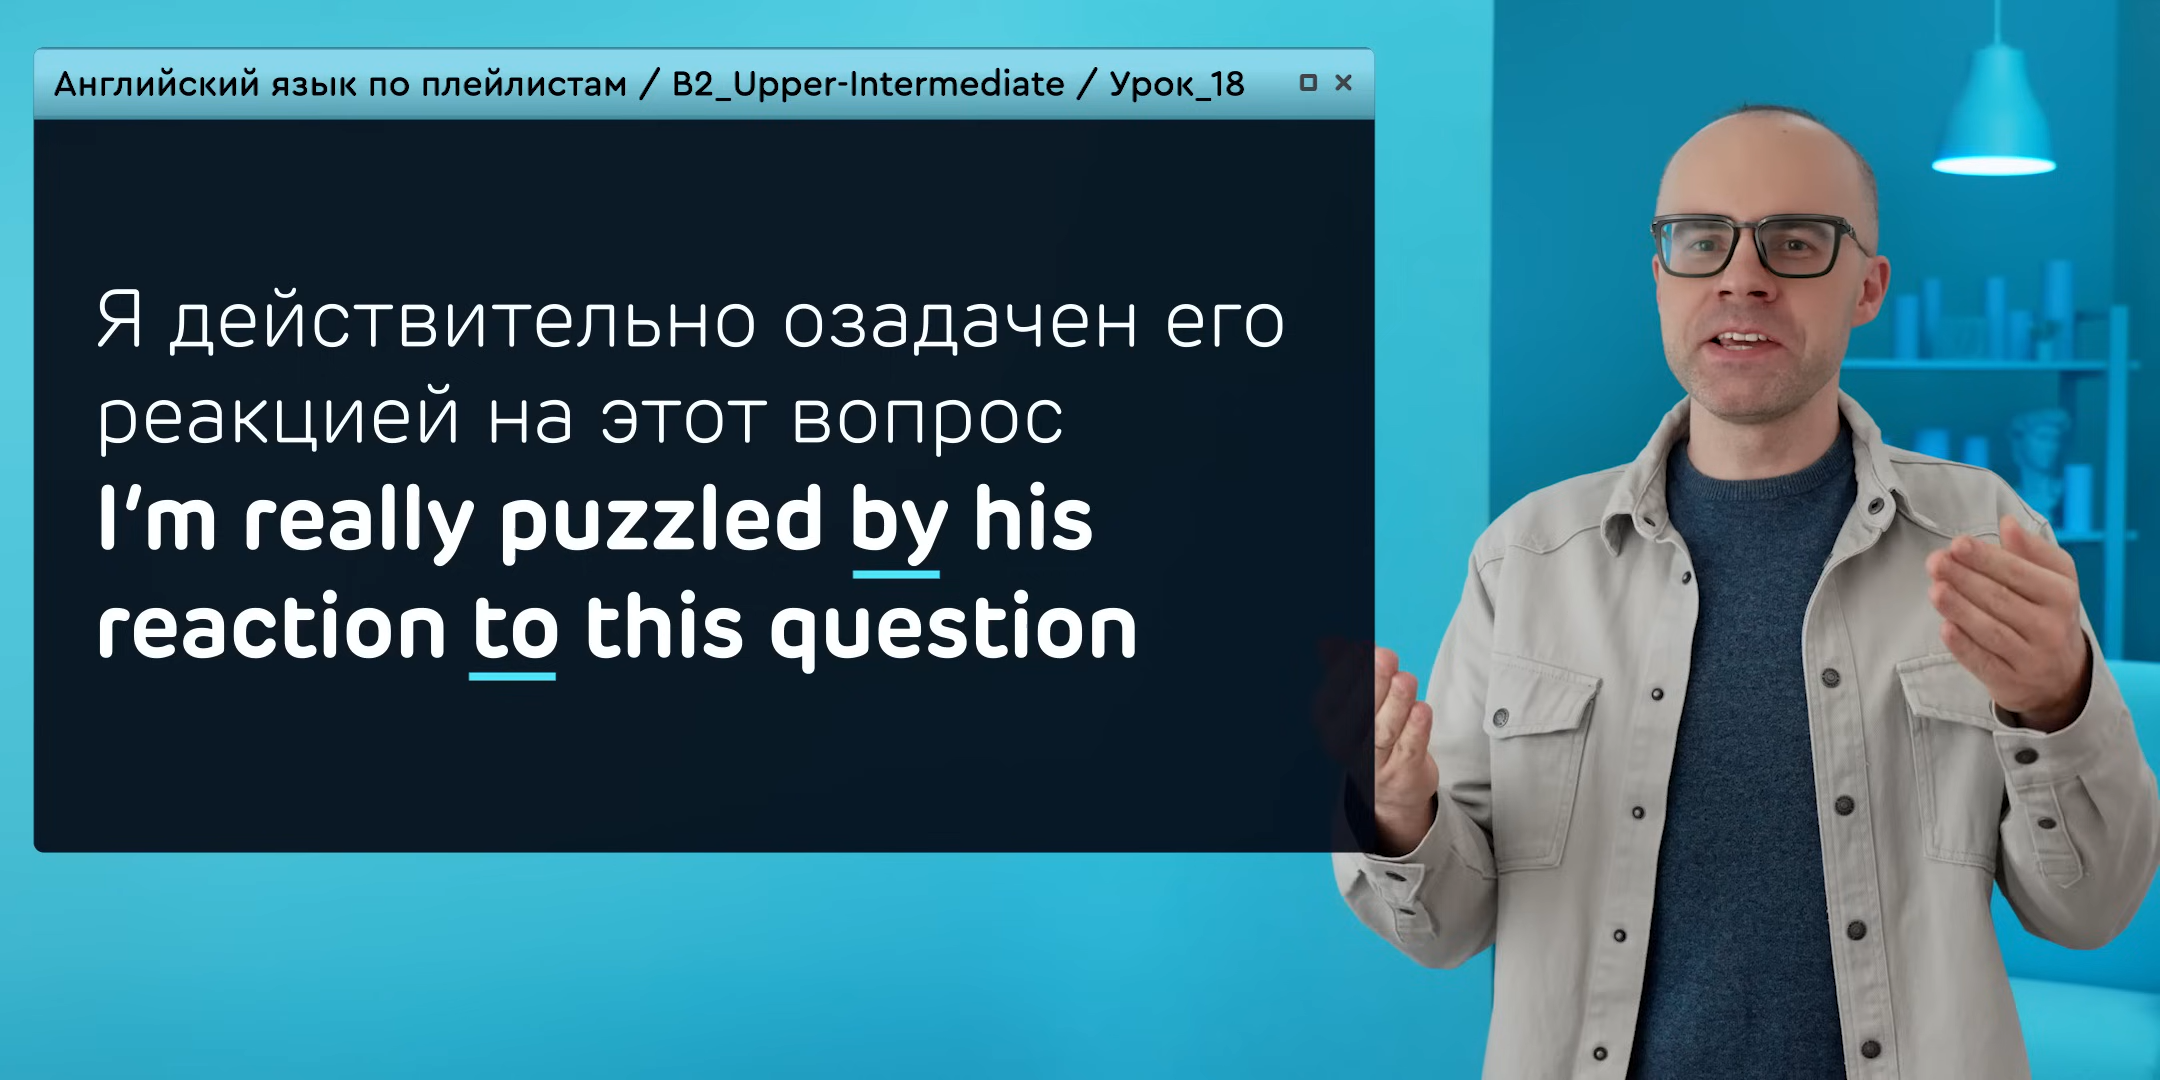 Английский язык по плейлистам / B2_Upper-Intermediate / Урок_18
Я действительно озадачен его
реакцией на этот вопрос
I’m really puzzled by his
reaction to this question